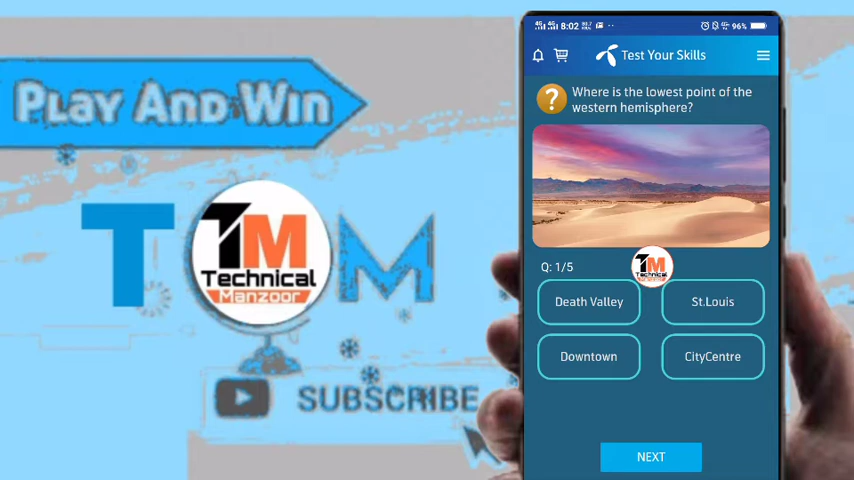 Play And Win
T M
TM
Technical
Manzoor
SUBSCRIBE
8:02
96%
Test Your Skills
?
Where is the lowest point of the
western hemisphere?
Q: 1/5
TM
Death Valley
St.Louis
Downtown
CityCentre
NEXT